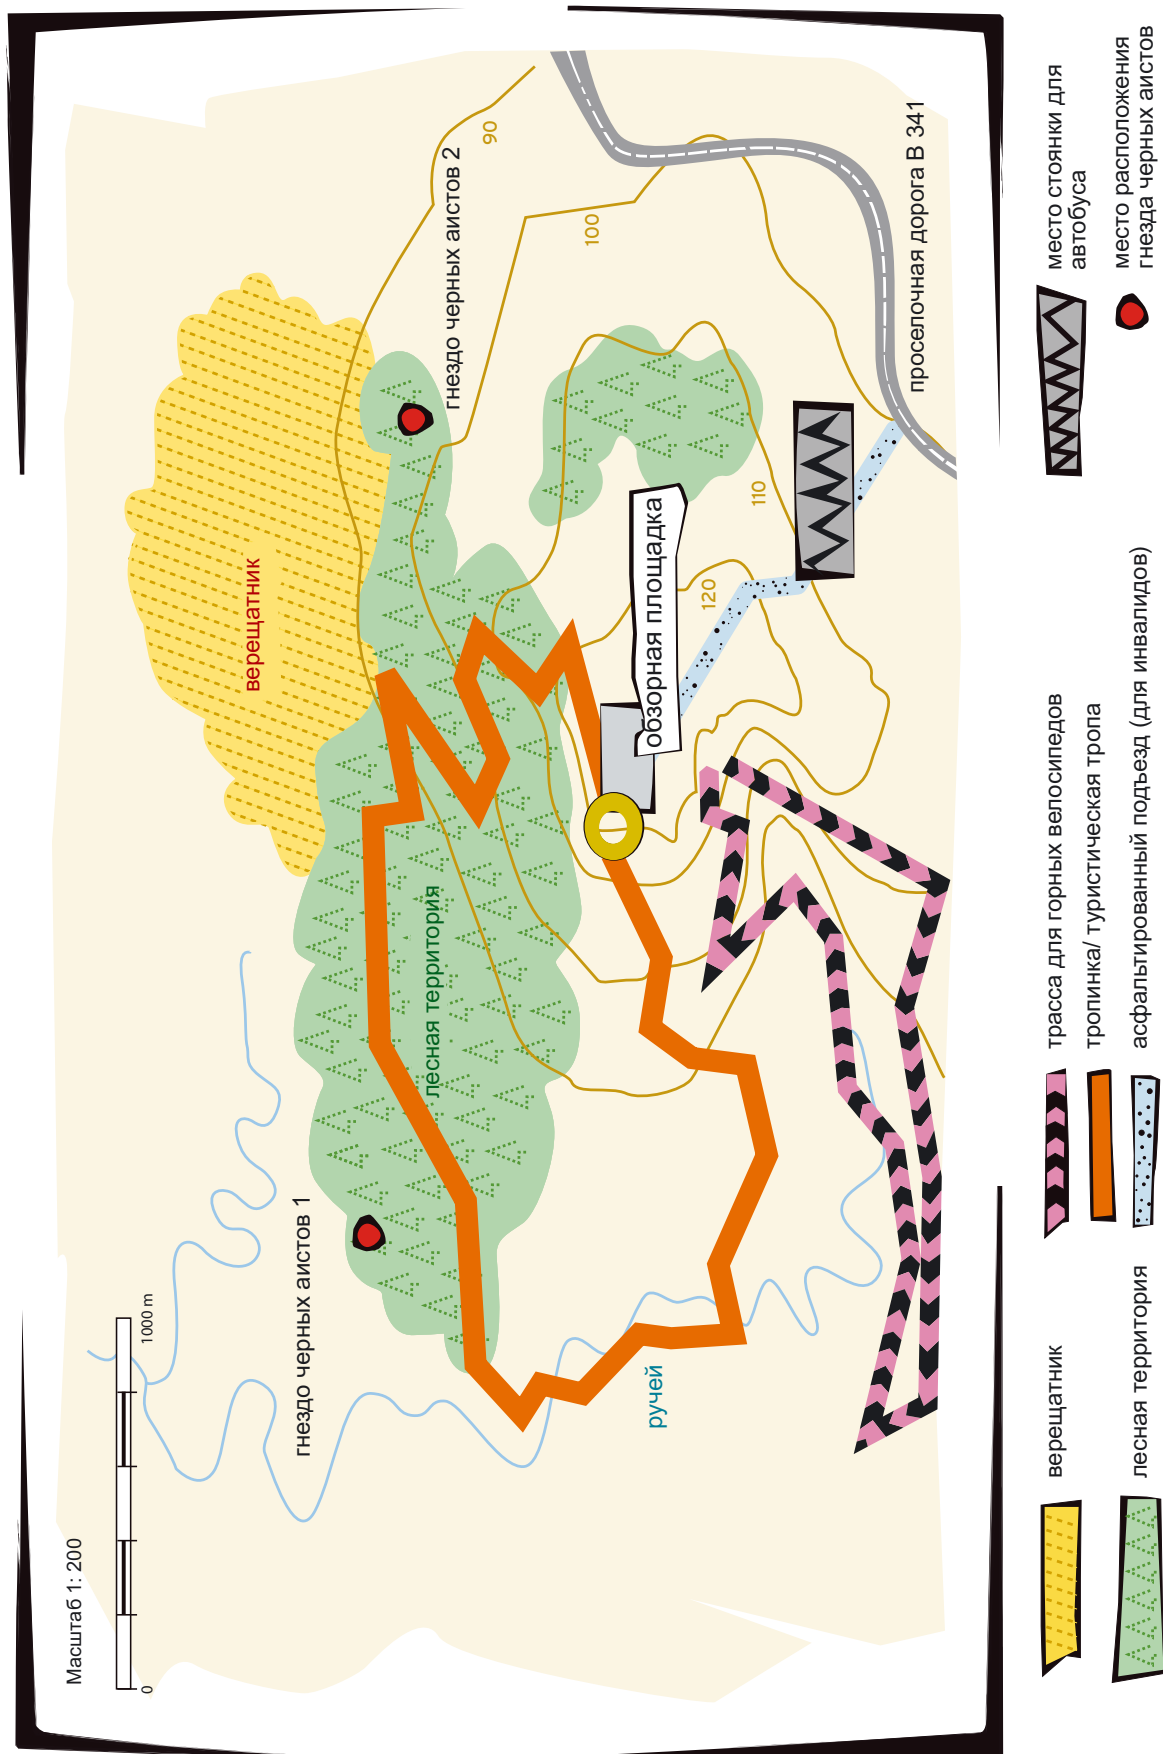 Масштаб 1: 200
0
1000 m
верещатник
гнездо черных аистов 2
90
100
гнездо черных аистов 1
лесная территория
обзорная площадка
110
120
ручей
проселочная дорога В 341
верещатник
лесная территория
трасса для горных велосипедов
тропинка/ туристическая тропа
асфальтированный подъезд (для инвалидов)
место стоянки для
автобуса
место расположения
гнезда черных аистов